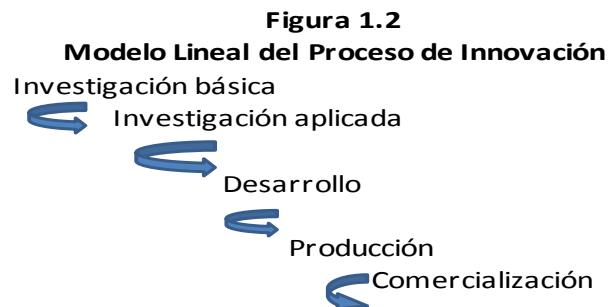 Figura 1.2
Modelo Lineal del Proceso de Innovación
Investigación básica
Investigación aplicada
Desarrollo
Producción
Comercialización